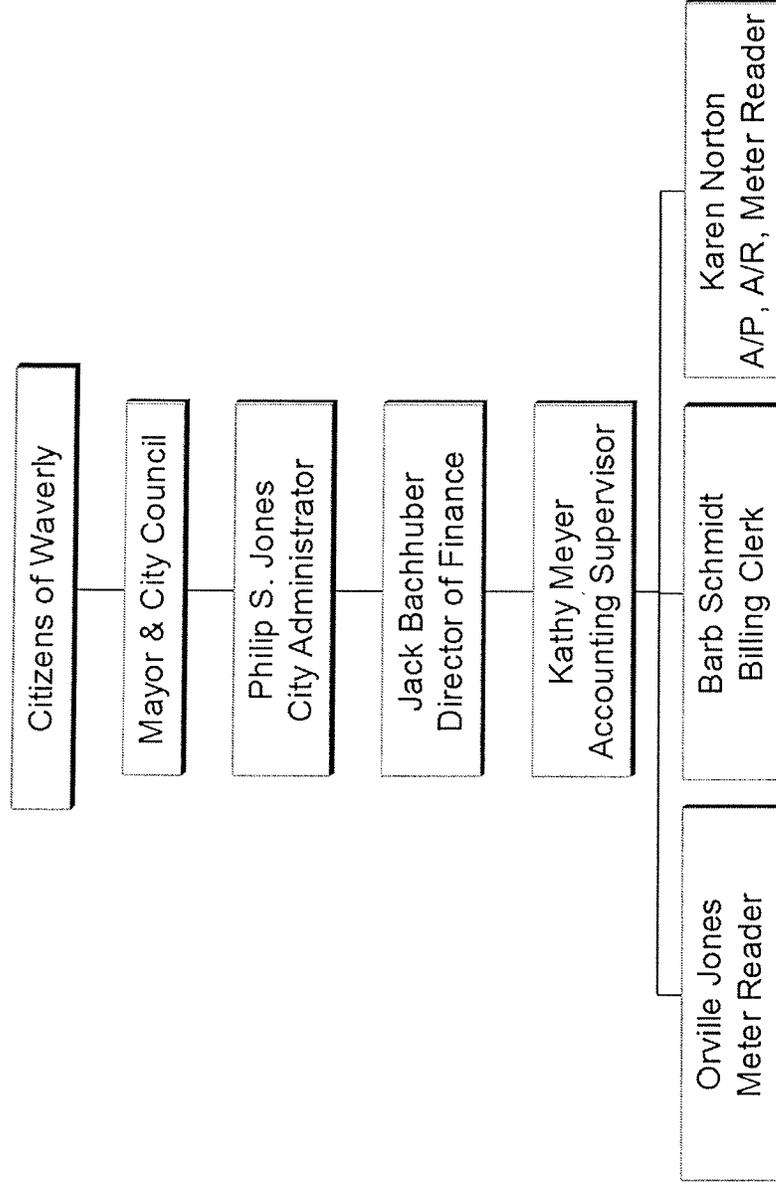 Citizens of Waverly
Mayor & City Council
Philip S. Jones
City Administrator
Jack Bachhuber
Director of Finance
Kathy Meyer
Accounting Supervisor
Orville Jones
Meter Reader
Barb Schmidt
Billing Clerk
Karen Norton
A/P, A/R, Meter Reader